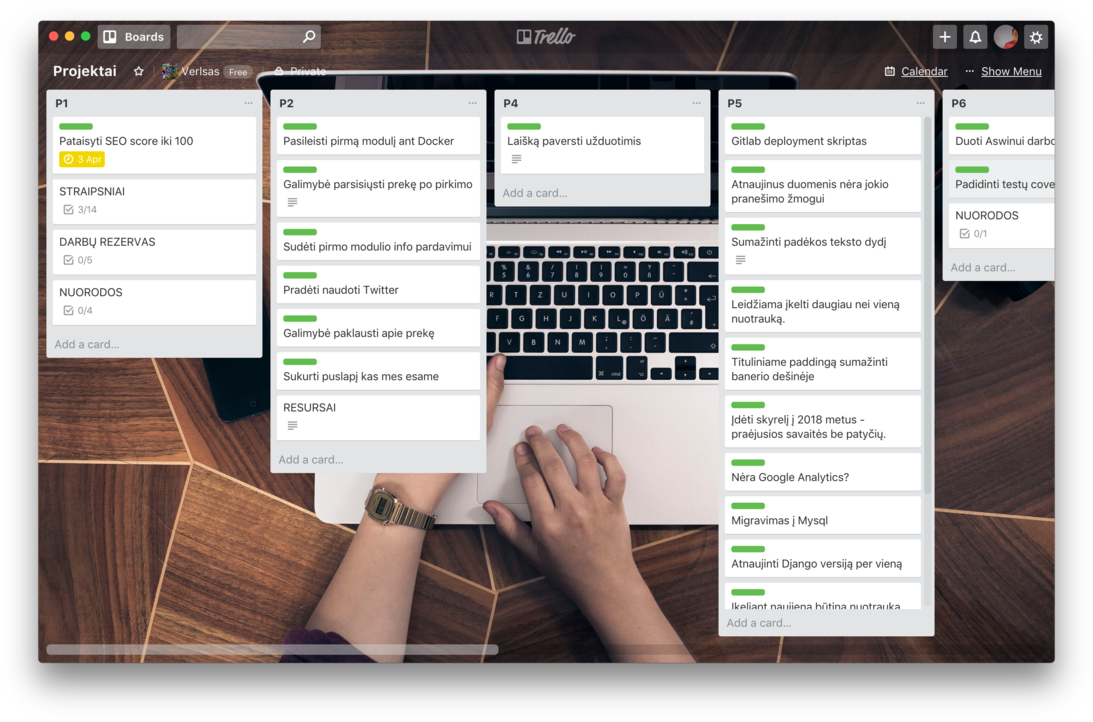 Boards
Trello
Projektai
Verlsas
Free
Private
Calendar
··· Show Menu
P1
Pataisyti SEO score iki 100
3 Apr
STRAIPSNIAI
3/14
DARBŲ REZERVAS
0/5
NUORODOS
0/4
Add a card...
P2
Pasileisti pirmą modulį ant Docker
Galimybė parsisiųsti prekę po pirkimo
Sudėti pirmo modulio info pardavimui
Pradėti naudoti Twitter
Galimybė paklausti apie prekę
Sukurti puslapį kas mes esame
RESURSAI
Add a card...
P4
Laišką paversti užduotimis
Add a card...
P5
Gitlab deployment skriptas
Atnaujinus duomenis nėra jokio
pranešimo žmogui
Sumažinti padėkos teksto dydį
Leidžiama įkelti daugiau nei vieną
nuotrauką.
Tituliniame paddingą sumažinti
banerio dešinėje
Įdėti skyrelį į 2018 metus -
praėjusios savaitės be patyčių.
Nėra Google Analytics?
Migravimas į Mysql
Atnaujinti Django versiją per vieną
Įkeliant naujieną būtina nuotrauka
Add a card...
P6
Duoti Aswinui darbo
Padidinti testų cove
NUORODOS
0/1
Add a card...